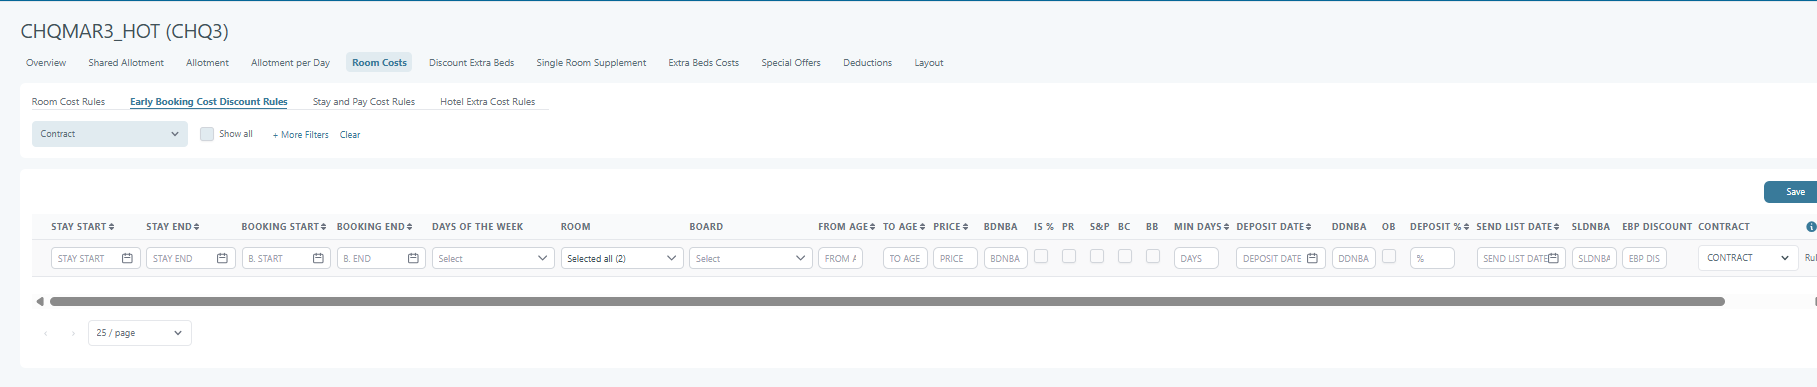 CHQMAR3_HOT (CHQ3)
Overview Shared Allotment Allotment Allotment per Day Room Costs Discount Extra Beds Single Room Supplement Extra Beds Costs Special Offers Deductions Layout
Room Cost Rules Early Booking Cost Discount Rules Stay and Pay Cost Rules Hotel Extra Cost Rules
Contract Show all + More Filters Clear
Save
STAY START STAY END BOOKING START BOOKING END DAYS OF THE WEEK ROOM BOARD FROM AGE TO AGE PRICE BDNBA IS % PR S&P BC BB MIN DAYS DEPOSIT DATE DDNBA OB DEPOSIT % SEND LIST DATE SLDNBA EBP DISCOUNT CONTRACT
STAY START STAY END B. START B. END Select Selected all (2) Select FROM A TO AGE PRICE BDNBA DAYS DEPOSIT DATE DDNBA % SEND LIST DATE SLDNBA EBP DIS CONTRACT Rul
25 / page